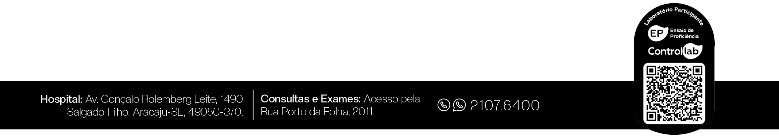 Laboratório Participante
EP Ensaio de
Proficiência
Controllab
Hospital: Av. Gonçalo Rolemberg Leite, 1490
Salgado Filho, Aracaju-SE, 49050-370.
Consultas e Exames: Acesso pela
Rua Porto da Folha, 2011
2107.6400